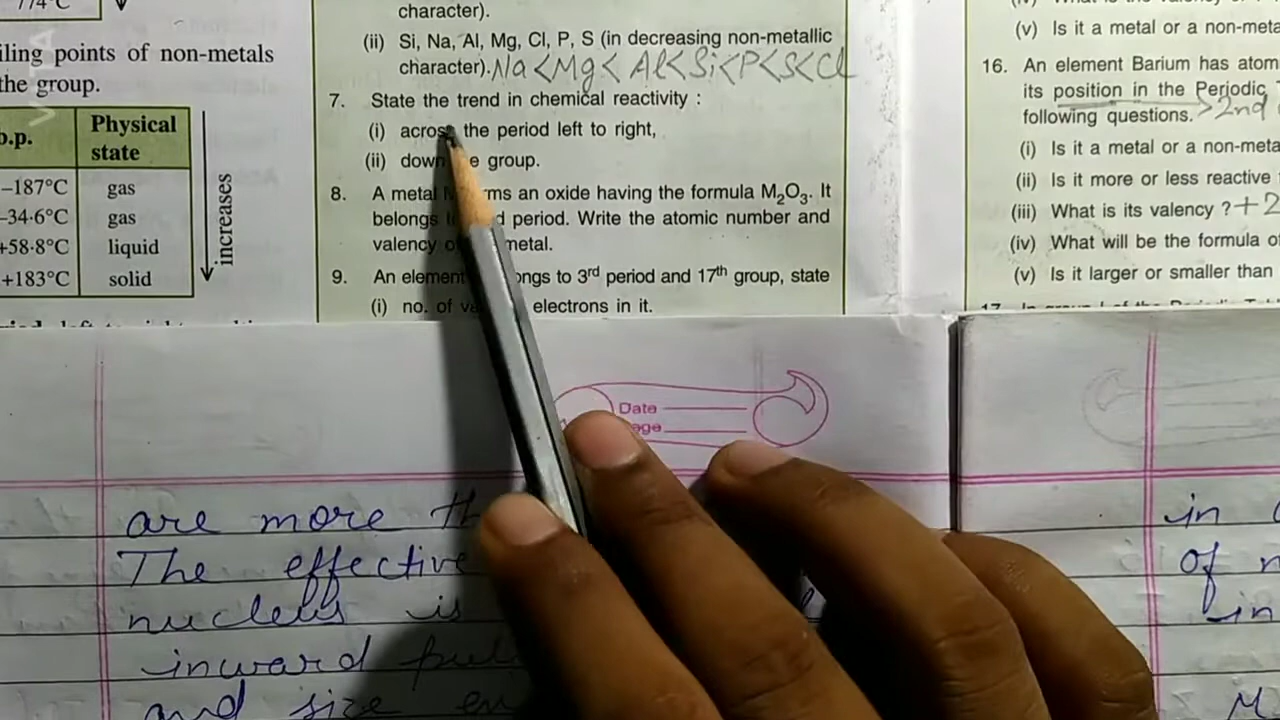 774°C
iling points of non-metals
the group.
b.p. Physical state
–187°C gas
–34·6°C gas
+58·8°C liquid
+183°C solid
increases
character).
(ii) Si, Na, Al, Mg, Cl, P, S (in decreasing non-metallic
character). Na<Mg< Al<Si<P<S<Cl
7. State the trend in chemical reactivity :
(i) across the period left to right,
(ii) down group.
8. A metal an oxide having the formula M₂O₃. It
belongs period. Write the atomic number and
valency metal.
9. An element to 3rd period and 17th group, state
(i) no. of electrons in it.
(v) Is it a metal or a non-meta
16. An element Barium has atom
its position in the Periodic
following questions. 2nd
(i) Is it a metal or a non-meta
(ii) Is it more or less reactive
(iii) What is its valency ? +2
(iv) What will be the formula of
(v) Is it larger or smaller than
17.
Date
are more
The effective
nucleus is
inward
and size
in
of
in